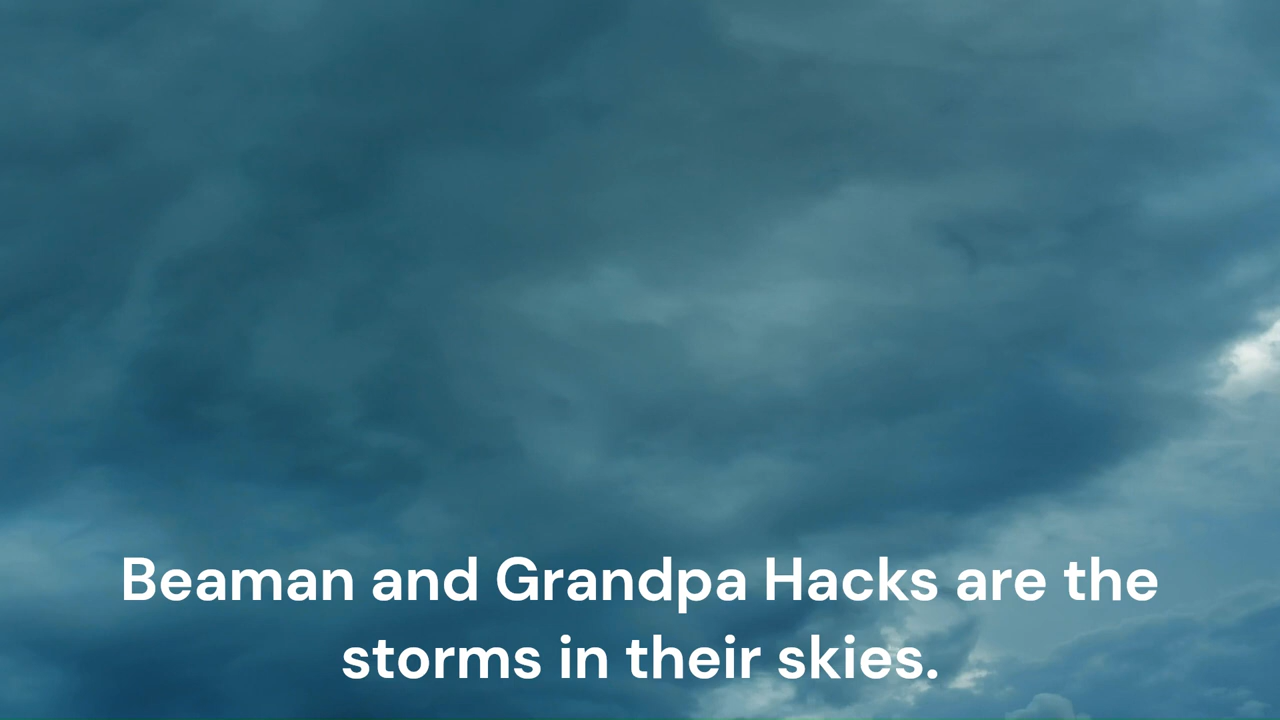 Beaman and Grandpa Hacks are the
storms in their skies.